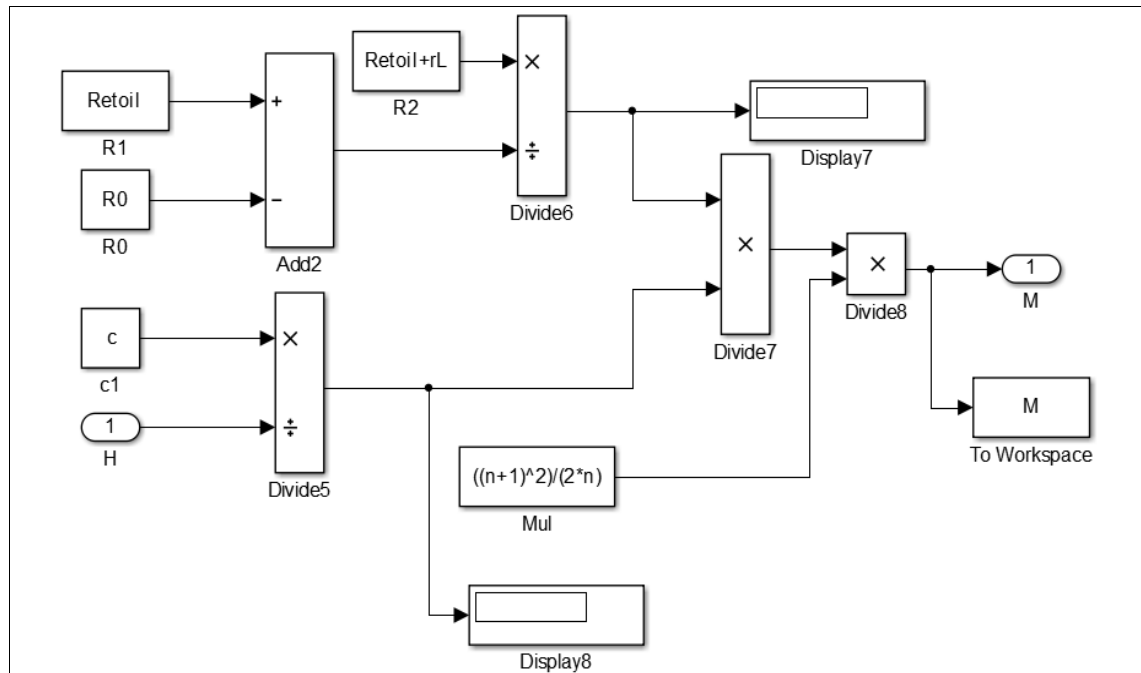 Retoil
+
R1
R0
−
R0
Add2
Retoil+rL
R2
×
÷
Divide6
Display7
×
Divide7
×
Divide8
1
M
c
c1
1
H
×
÷
Divide5
((n+1)^2)/(2*n)
Mul
M
To Workspace
Display8